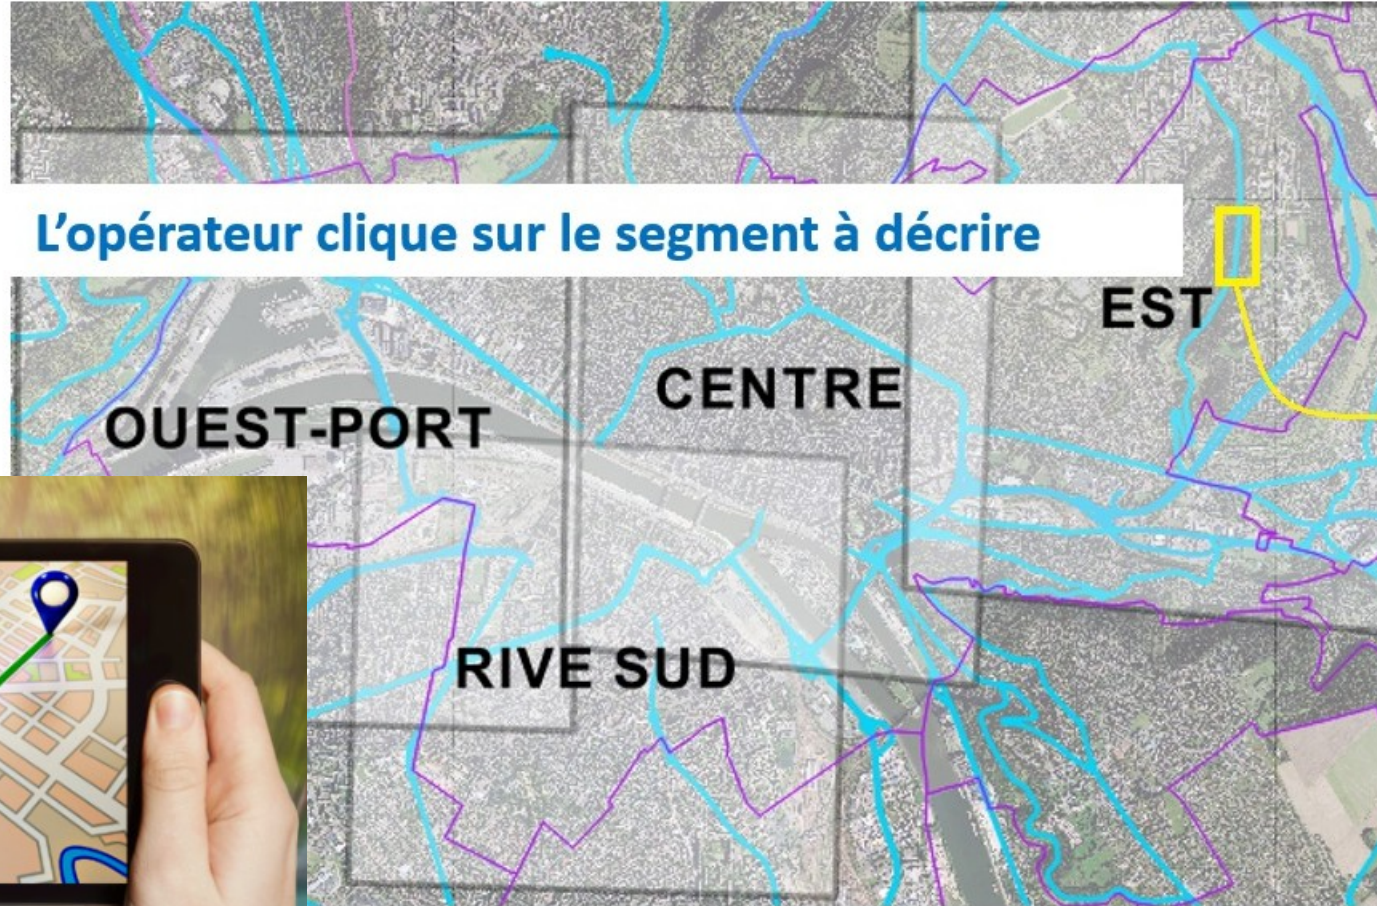 L’opérateur clique sur le segment à décrire
EST
CENTRE
OUEST-PORT
RIVE SUD